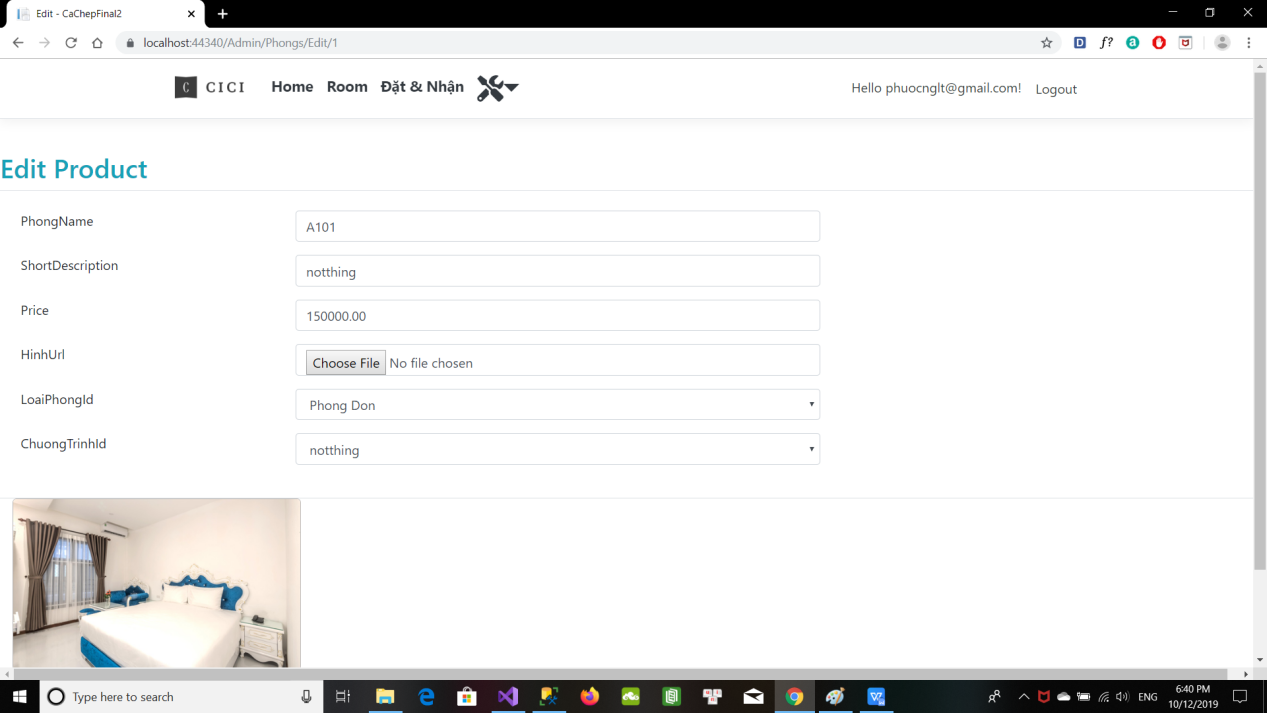 Edit - CaChepFinal2
localhost:44340/Admin/Phongs/Edit/1
f?
C CICI Home Room Đặt & Nhận Hello phuocnglt@gmail.com! Logout
Edit Product
PhongName A101
ShortDescription notthing
Price 150000.00
HinhUrl Choose File No file chosen
LoaiPhongId Phong Don
ChuongTrinhId notthing
Type here to search
ENG
6:40 PM
10/12/2019